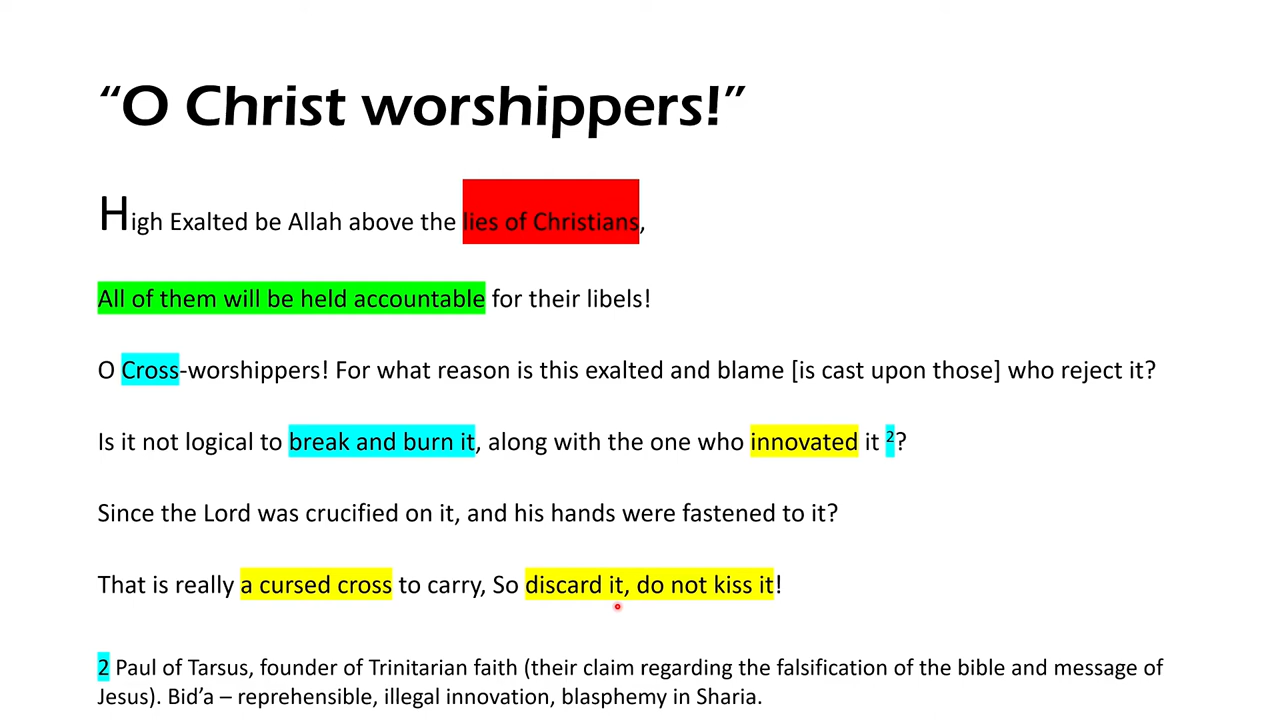 “O Christ worshippers!”
High Exalted be Allah above the lies of Christians,
All of them will be held accountable for their libels!
O Cross-worshippers! For what reason is this exalted and blame [is cast upon those] who reject it?
Is it not logical to break and burn it, along with the one who innovated it ²?
Since the Lord was crucified on it, and his hands were fastened to it?
That is really a cursed cross to carry, So discard it, do not kiss it!
2 Paul of Tarsus, founder of Trinitarian faith (their claim regarding the falsification of the bible and message of
Jesus). Bid’a – reprehensible, illegal innovation, blasphemy in Sharia.